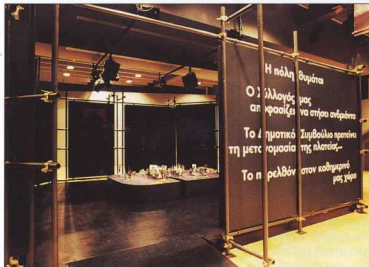 Η πόλη θυμάται
Ο Σύλλογός μας
αποφασίζει να στήσει ανδριάντα
Το Δημοτικό Συμβούλιο προτείνει
τη μετονομασία της πλατείας...
Το παρελθόν στον καθημερινό
μας χώρο